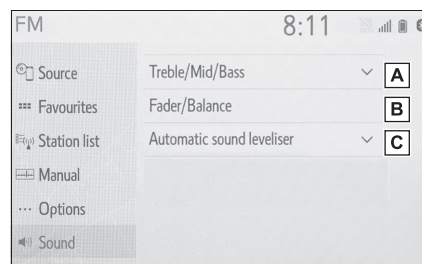 FM
8:11
Source
Favourites
Station list
Manual
Options
Sound
Treble/Mid/Bass
A
Fader/Balance
B
Automatic sound leveliser
C